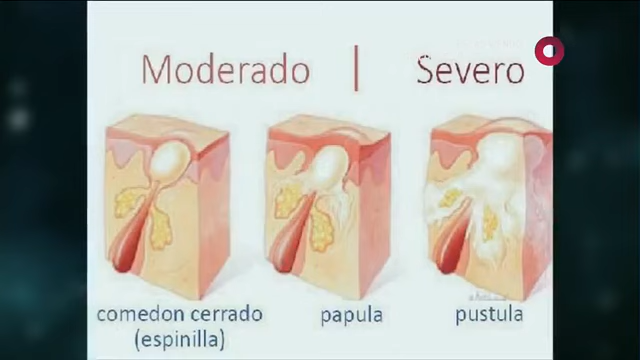 Moderado | Severo
comedon cerrado
(espinilla)
papula
pustula